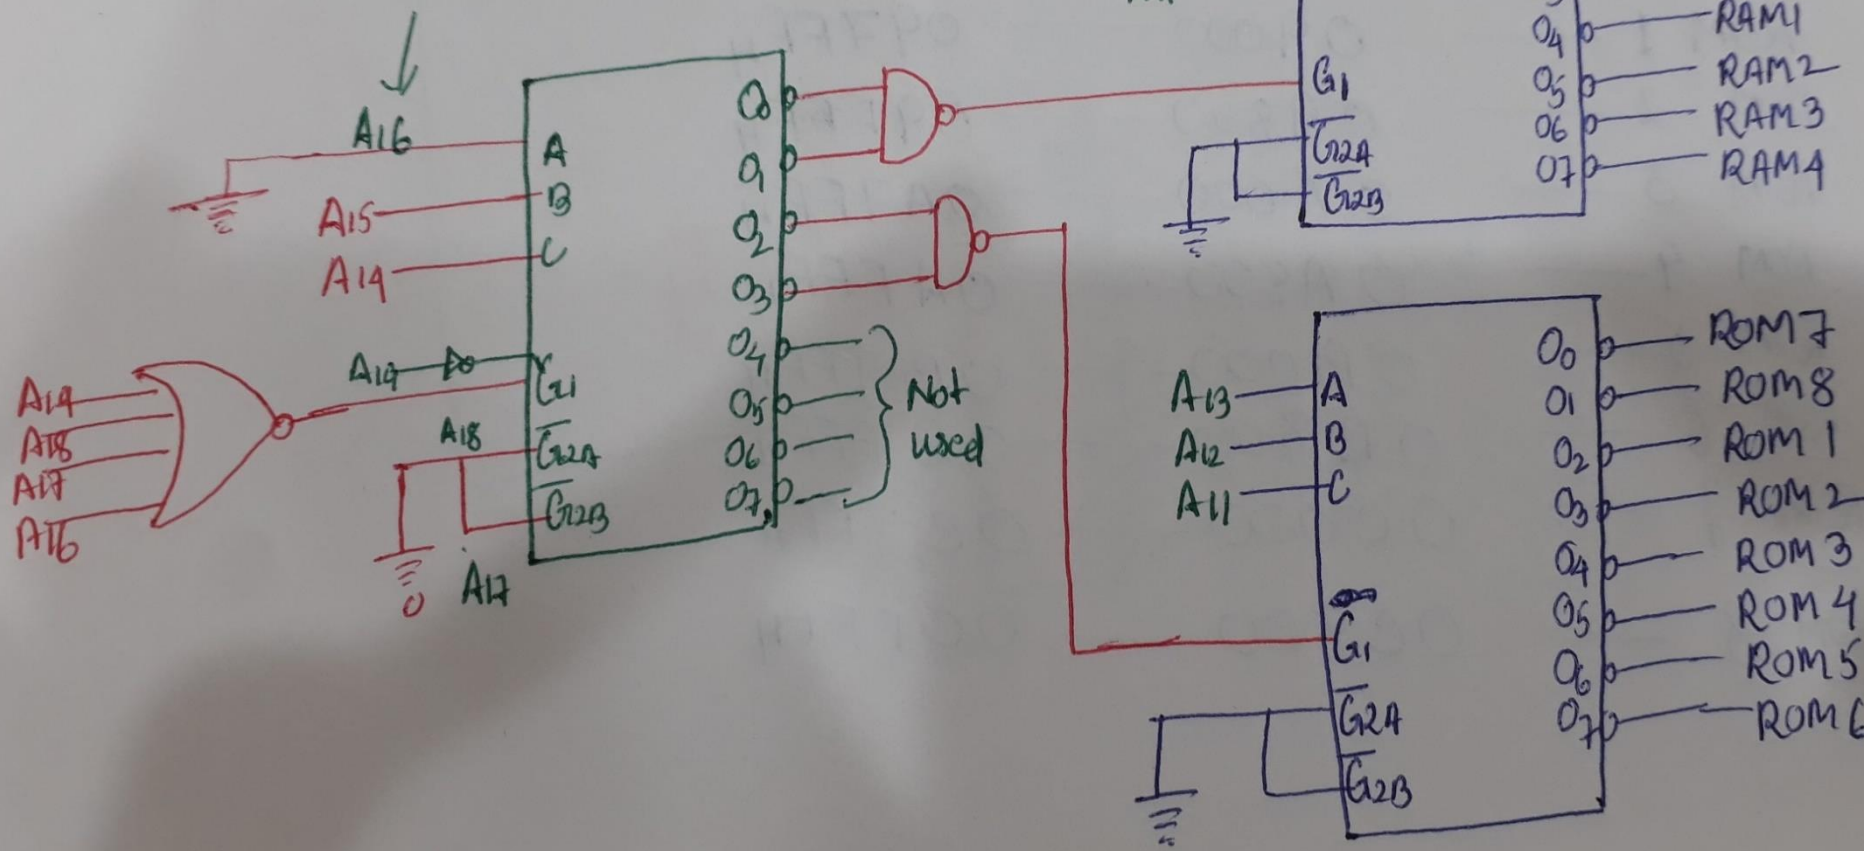 O4 RAM1
G1 O5 RAM2
G2A O6 RAM3
G2B O7 RAM4
A16 A O0
A15 B O1
A14 C O2
O3
A19 G1 O4
A18 G2A O5
A17 G2B O6
O7
Not
used
A19
A18
A17
A16
0
O0 ROM7
A13 A O1 ROM8
A12 B O2 ROM1
A11 C O3 ROM2
O4 ROM3
G1 O5 ROM4
G2A O6 ROM5
G2B O7 ROM6